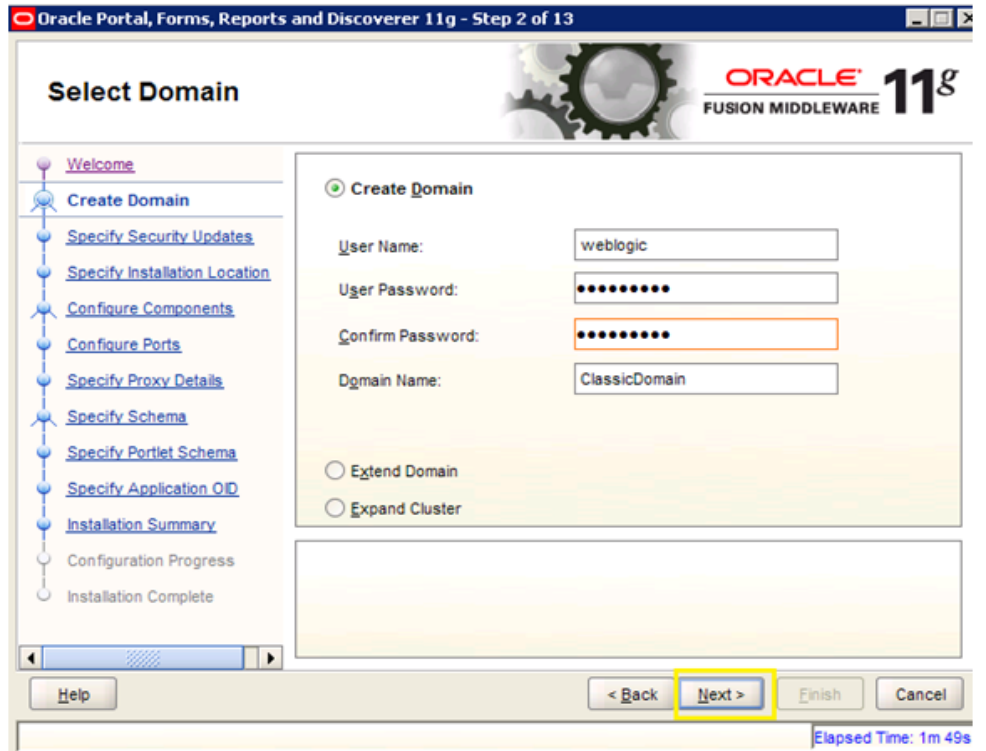 Oracle Portal, Forms, Reports and Discoverer 11g - Step 2 of 13
Select Domain
ORACLE
FUSION MIDDLEWARE 11g
Welcome
Create Domain
Specify Security Updates
Specify Installation Location
Configure Components
Configure Ports
Specify Proxy Details
Specify Schema
Specify Portlet Schema
Specify Application OID
Installation Summary
Configuration Progress
Installation Complete
Create Domain
User Name: weblogic
User Password: •••••••••
Confirm Password: •••••••••
Domain Name: ClassicDomain
Extend Domain
Expand Cluster
Help < Back Next > Finish Cancel
Elapsed Time: 1m 49s